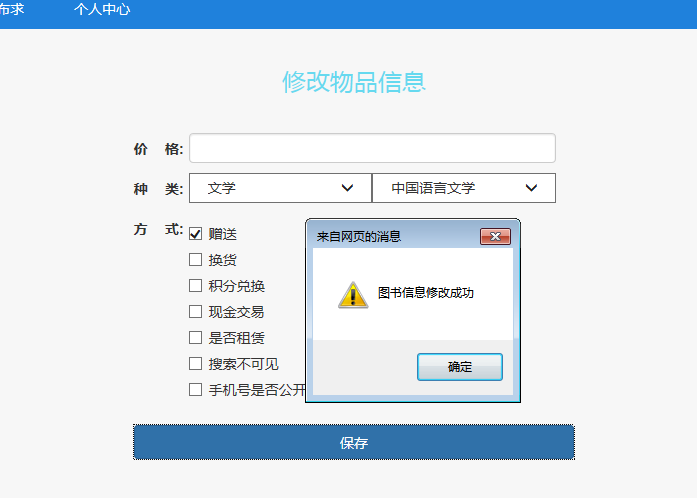 布求 个人中心
修改物品信息
价 格:
种 类: 文学 中国语言文学
方 式: 赠送
换货
积分兑换
现金交易
是否租赁
搜索不可见
手机号是否公开
来自网页的消息
图书信息修改成功
确定
保存